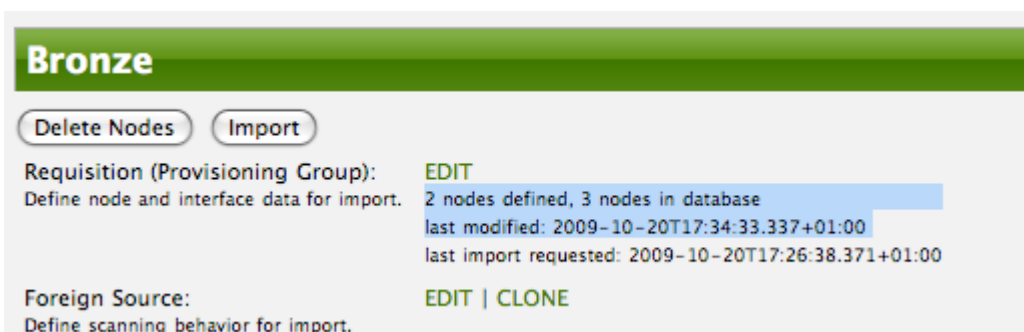 Bronze
Delete Nodes Import
Requisition (Provisioning Group): EDIT
Define node and interface data for import. 2 nodes defined, 3 nodes in database
last modified: 2009-10-20T17:34:33.337+01:00
last import requested: 2009-10-20T17:26:38.371+01:00
Foreign Source: EDIT | CLONE
Define scanning behavior for import.